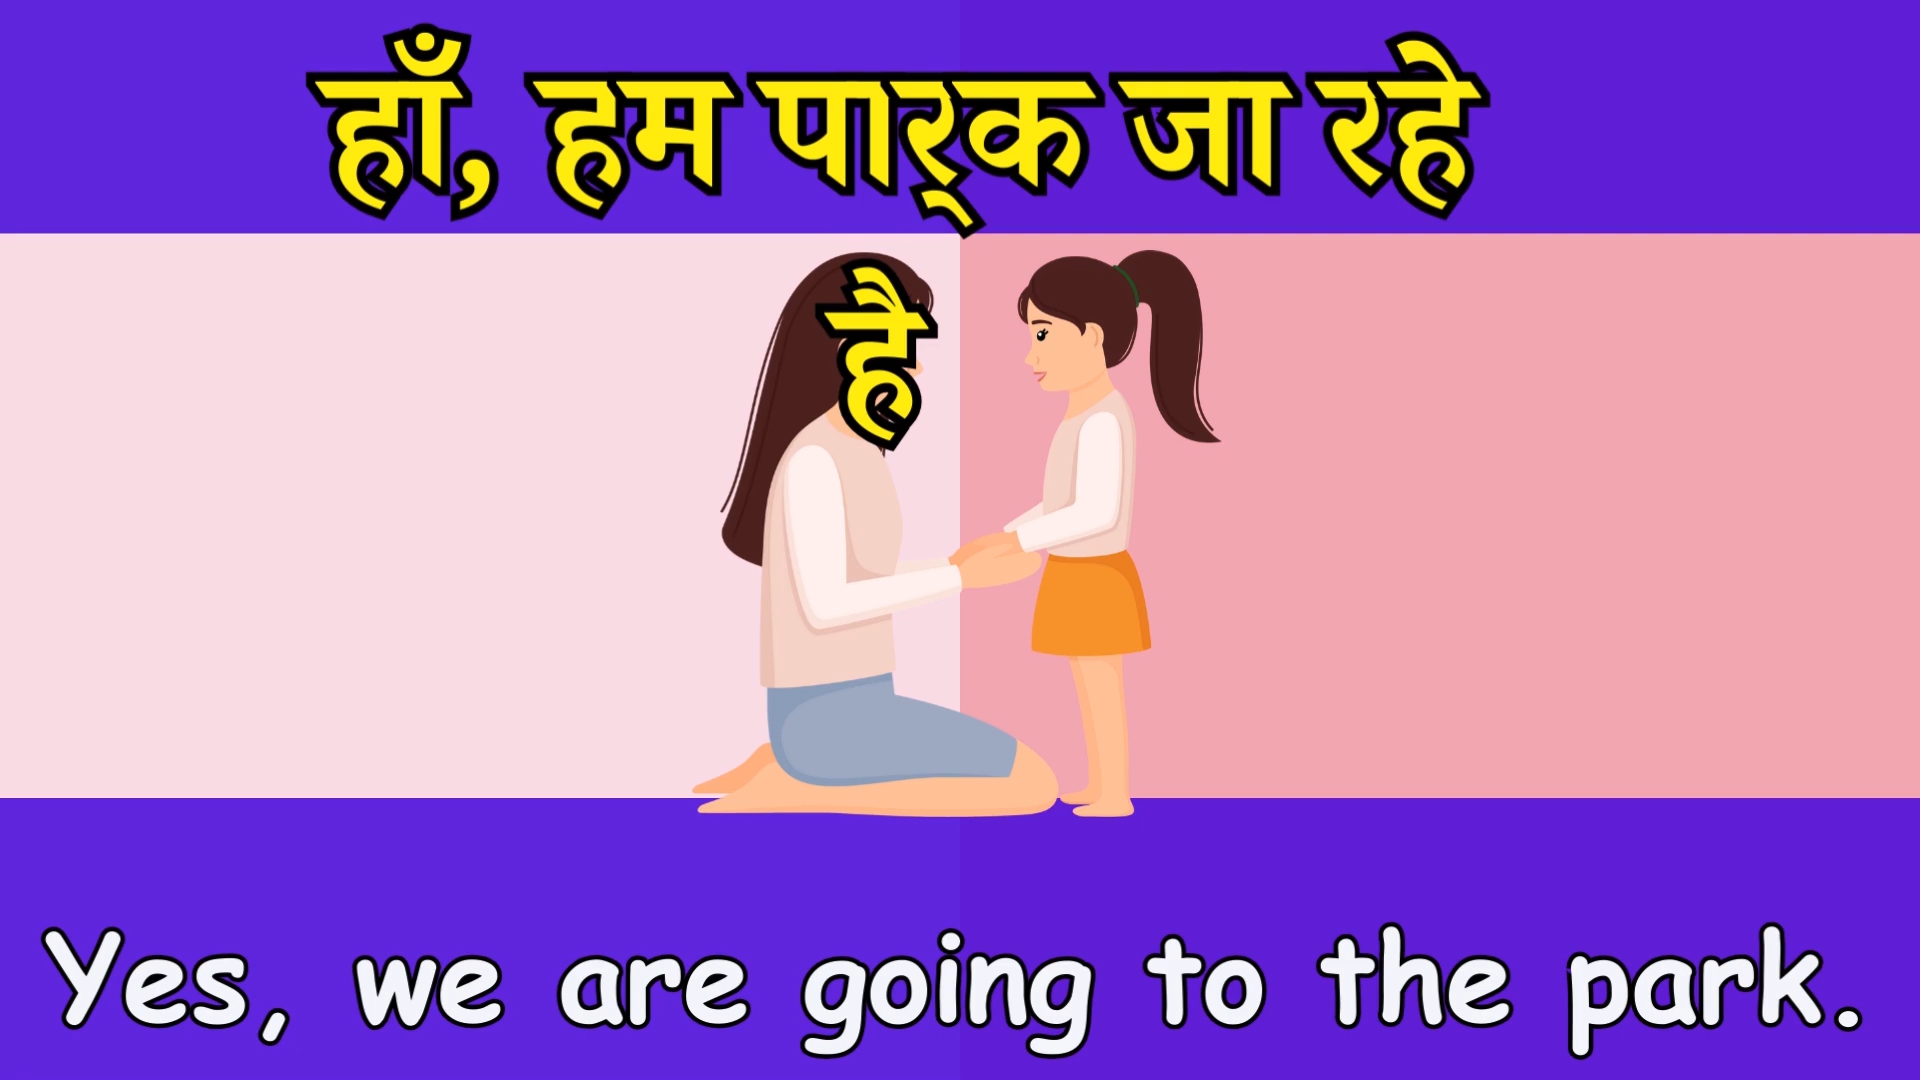 हाँ, हम पार्‌क जा रहे
है
Yes, we are going to the park.